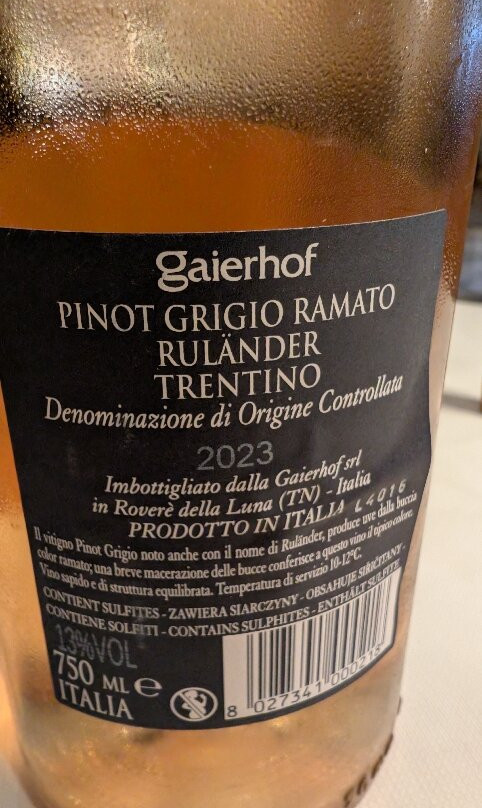 gaierhof
PINOT GRIGIO RAMATO
RULÄNDER
TRENTINO
Denominazione di Origine Controllata
2023
Imbottigliato dalla Gaierhof srl
in Roverè della Luna (TN) - Italia
PRODOTTO IN ITALIA L4016
Il vitigno Pinot Grigio noto anche con il nome di Ruländer, produce uve dalla buccia
color ramato; una breve macerazione delle bucce conferisce a questo vino il tipico colore.
Vino sapido e di struttura equilibrata. Temperatura di servizio 10-12°C.
CONTIENT SULFITES - ZAWIERA SIARCZYNY - OBSAHUJE SIŘIČITANY -
CONTIENE SOLFITI - CONTAINS SULPHITES - ENTHÄLT SULFITE.
13%VOL
750 ML e
ITALIA
8 027341 000218